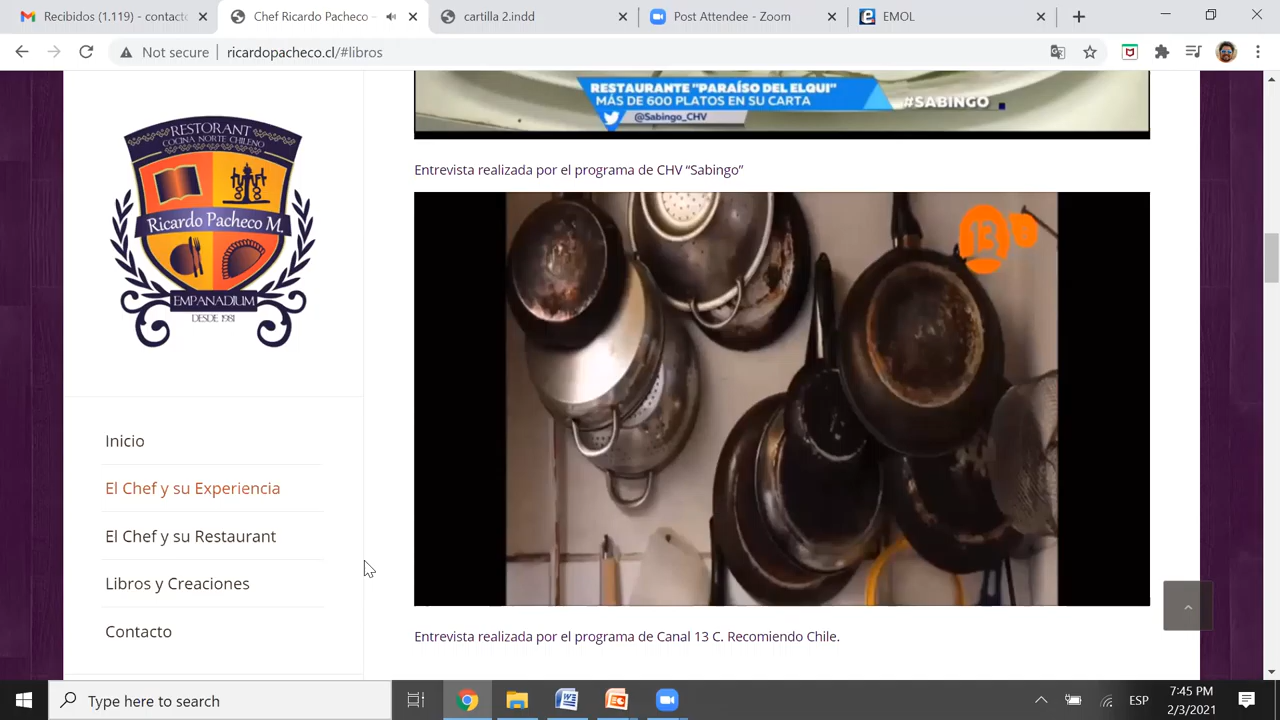 Recibidos (1.119) - contacto
Chef Ricardo Pacheco –
cartilla 2.indd
Post Attendee - Zoom
EMOL
Not secure
ricardopacheco.cl/#libros
RESTAURANTE "PARAÍSO DEL ELQUI"
MÁS DE 600 PLATOS EN SU CARTA
#SABINGO
@Sabingo_CHV
RESTORANT
COCINA NORTE CHILENO
Ricardo Pacheco M.
EMPANADIUM
DESDE 1981
Entrevista realizada por el programa de CHV “Sabingo”
13
Inicio
El Chef y su Experiencia
El Chef y su Restaurant
Libros y Creaciones
Contacto
Entrevista realizada por el programa de Canal 13 C. Recomiendo Chile.
Type here to search
ESP
7:45 PM
2/3/2021